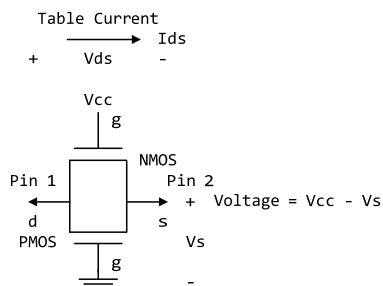 Table Current
Ids
+ Vds -
Vcc
g
NMOS
Pin 1 Pin 2
+ Voltage = Vcc - Vs
d s
PMOS Vs
g
-